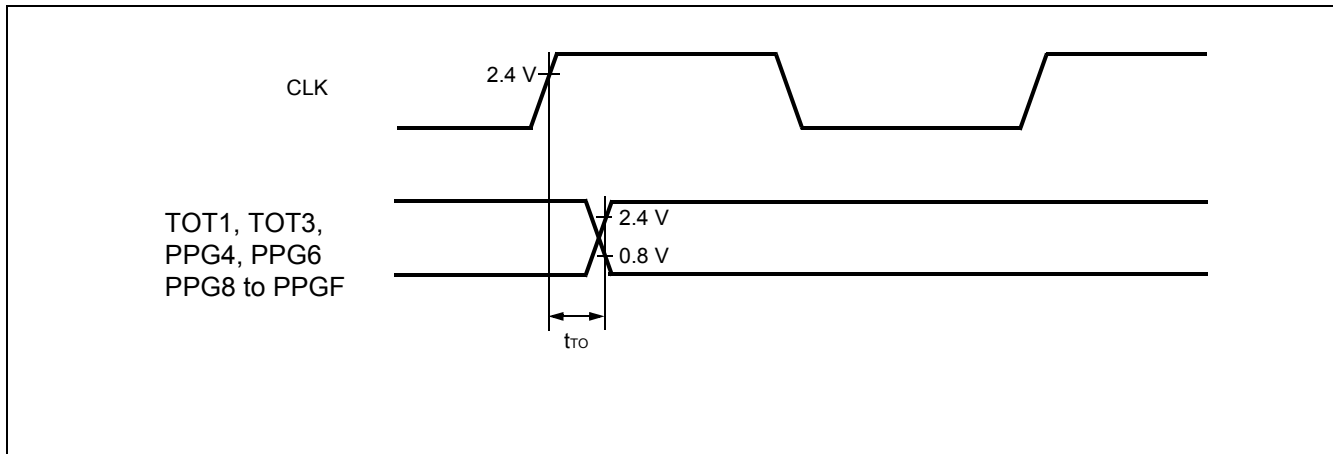 2.4 V
CLK
TOT1, TOT3,
PPG4, PPG6
PPG8 to PPGF
2.4 V
0.8 V
tTO